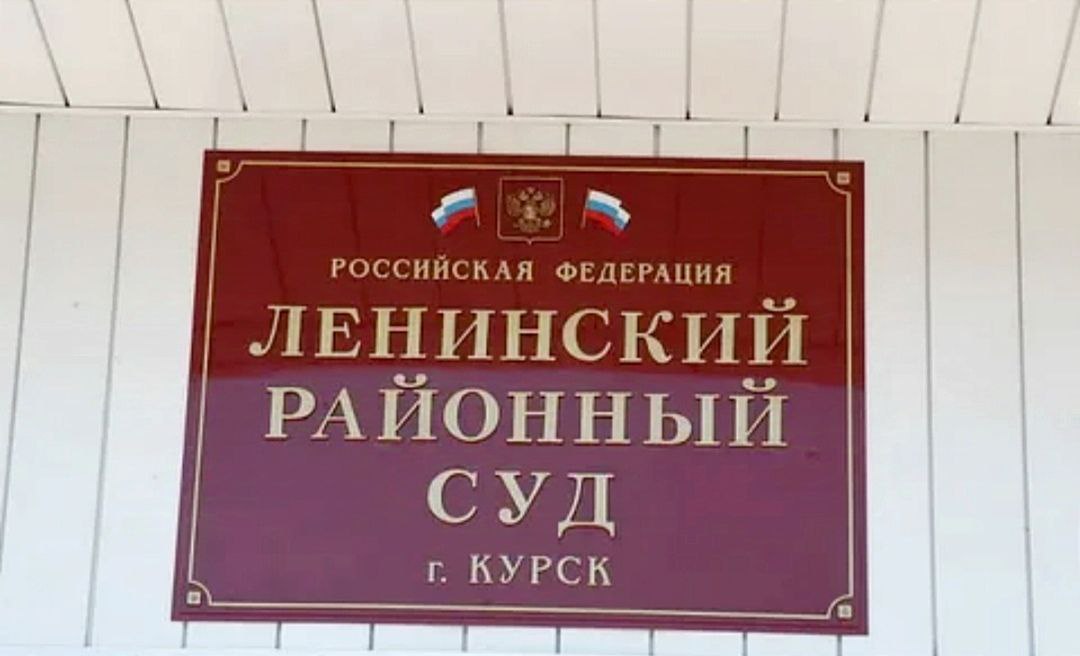 РОССИЙСКАЯ ФЕДЕРАЦИЯ
ЛЕНИНСКИЙ
РАЙОННЫЙ
СУД
г. КУРСК